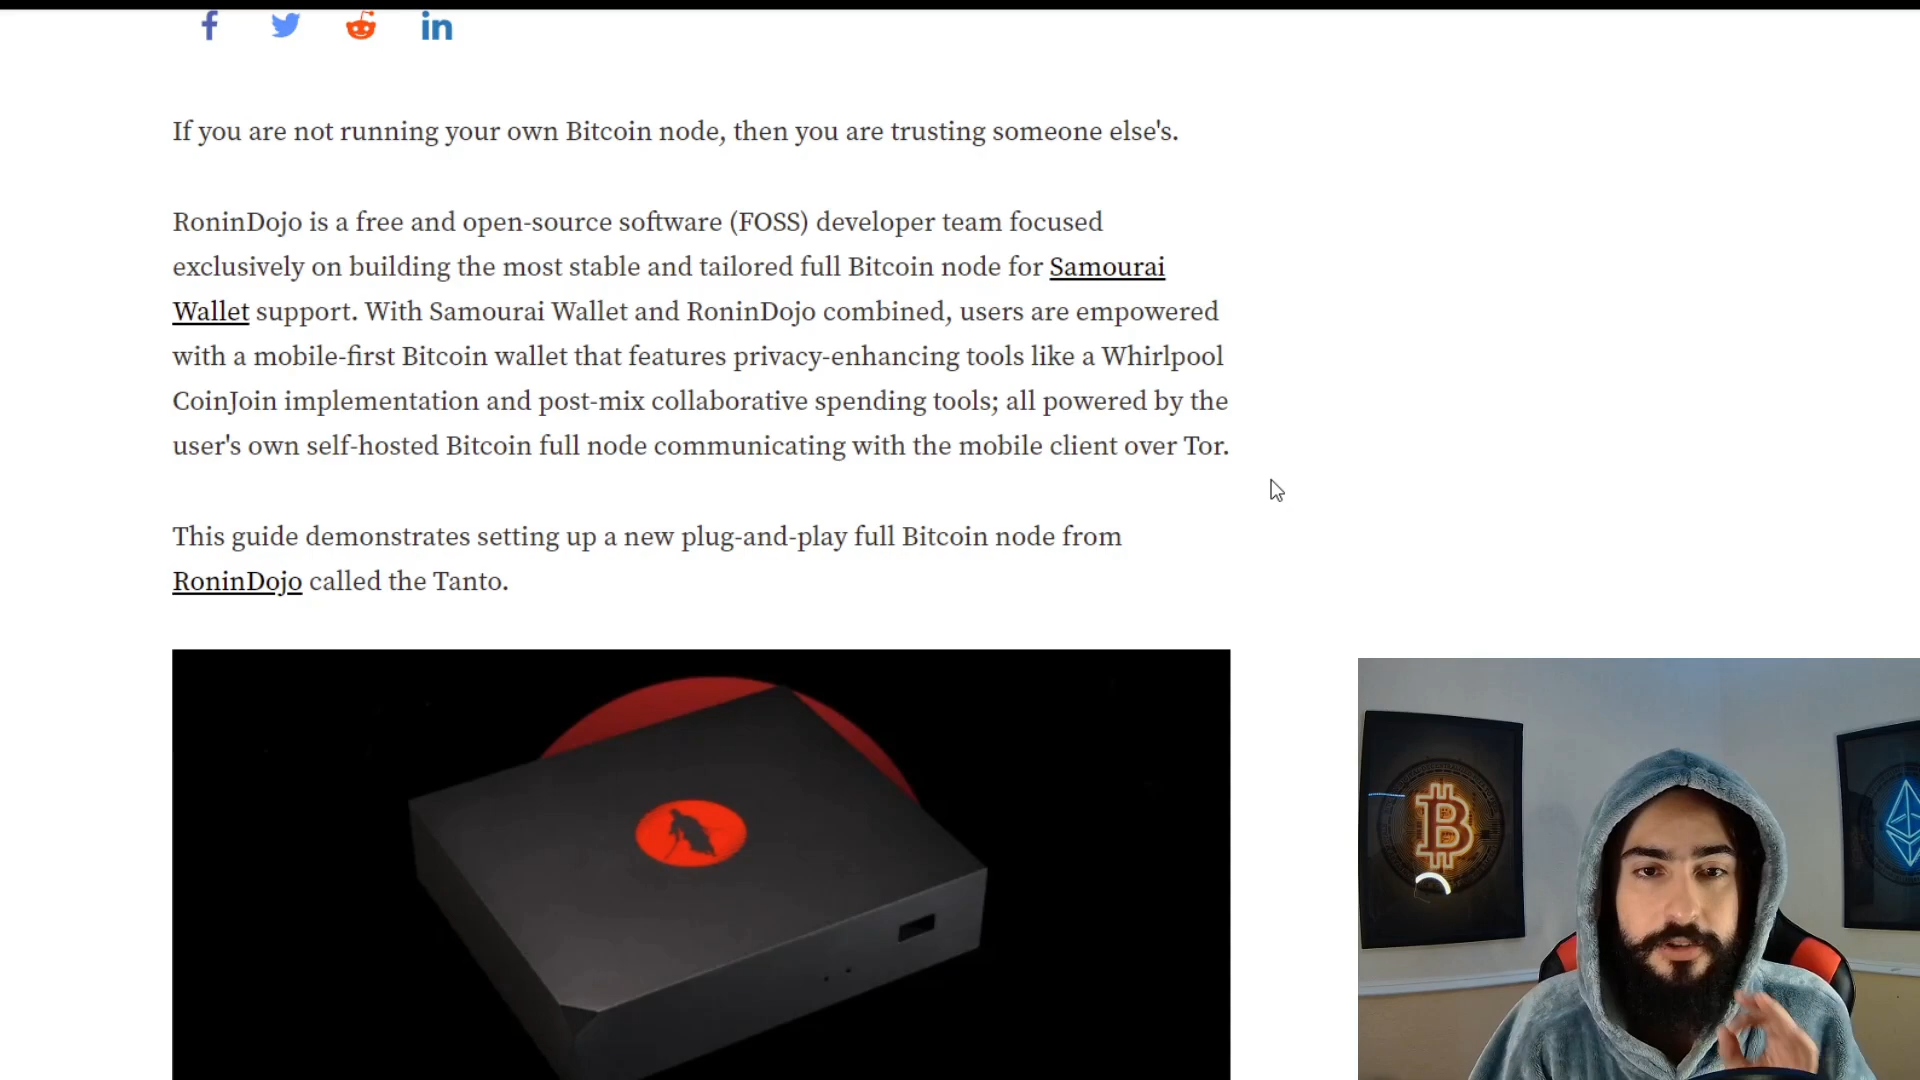 If you are not running your own Bitcoin node, then you are trusting someone else's.
RoninDojo is a free and open-source software (FOSS) developer team focused
exclusively on building the most stable and tailored full Bitcoin node for Samourai
Wallet support. With Samourai Wallet and RoninDojo combined, users are empowered
with a mobile-first Bitcoin wallet that features privacy-enhancing tools like a Whirlpool
CoinJoin implementation and post-mix collaborative spending tools; all powered by the
user's own self-hosted Bitcoin full node communicating with the mobile client over Tor.
This guide demonstrates setting up a new plug-and-play full Bitcoin node from
RoninDojo called the Tanto.